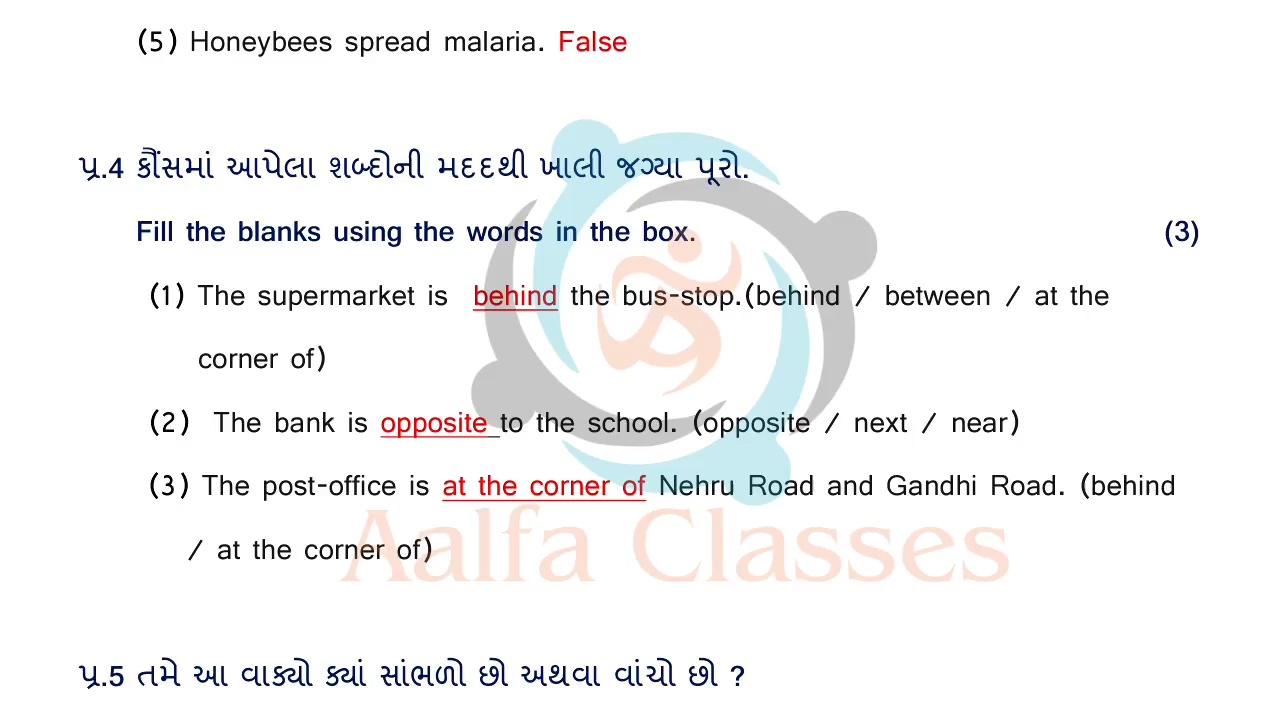 (5) Honeybees spread malaria. False
પ્ર.4 કૌંસમાં આપેલા શબ્દોની મદદથી ખાલી જગ્યા પૂરો.
Fill the blanks using the words in the box. (3)
(1) The supermarket is behind the bus-stop.(behind / between / at the
corner of)
(2) The bank is opposite to the school. (opposite / next / near)
(3) The post-office is at the corner of Nehru Road and Gandhi Road. (behind
/ at the corner of)
Aalfa Classes
પ્ર.5 તમે આ વાક્યો ક્યાં સાંભળો છો અથવા વાંચો છો ?